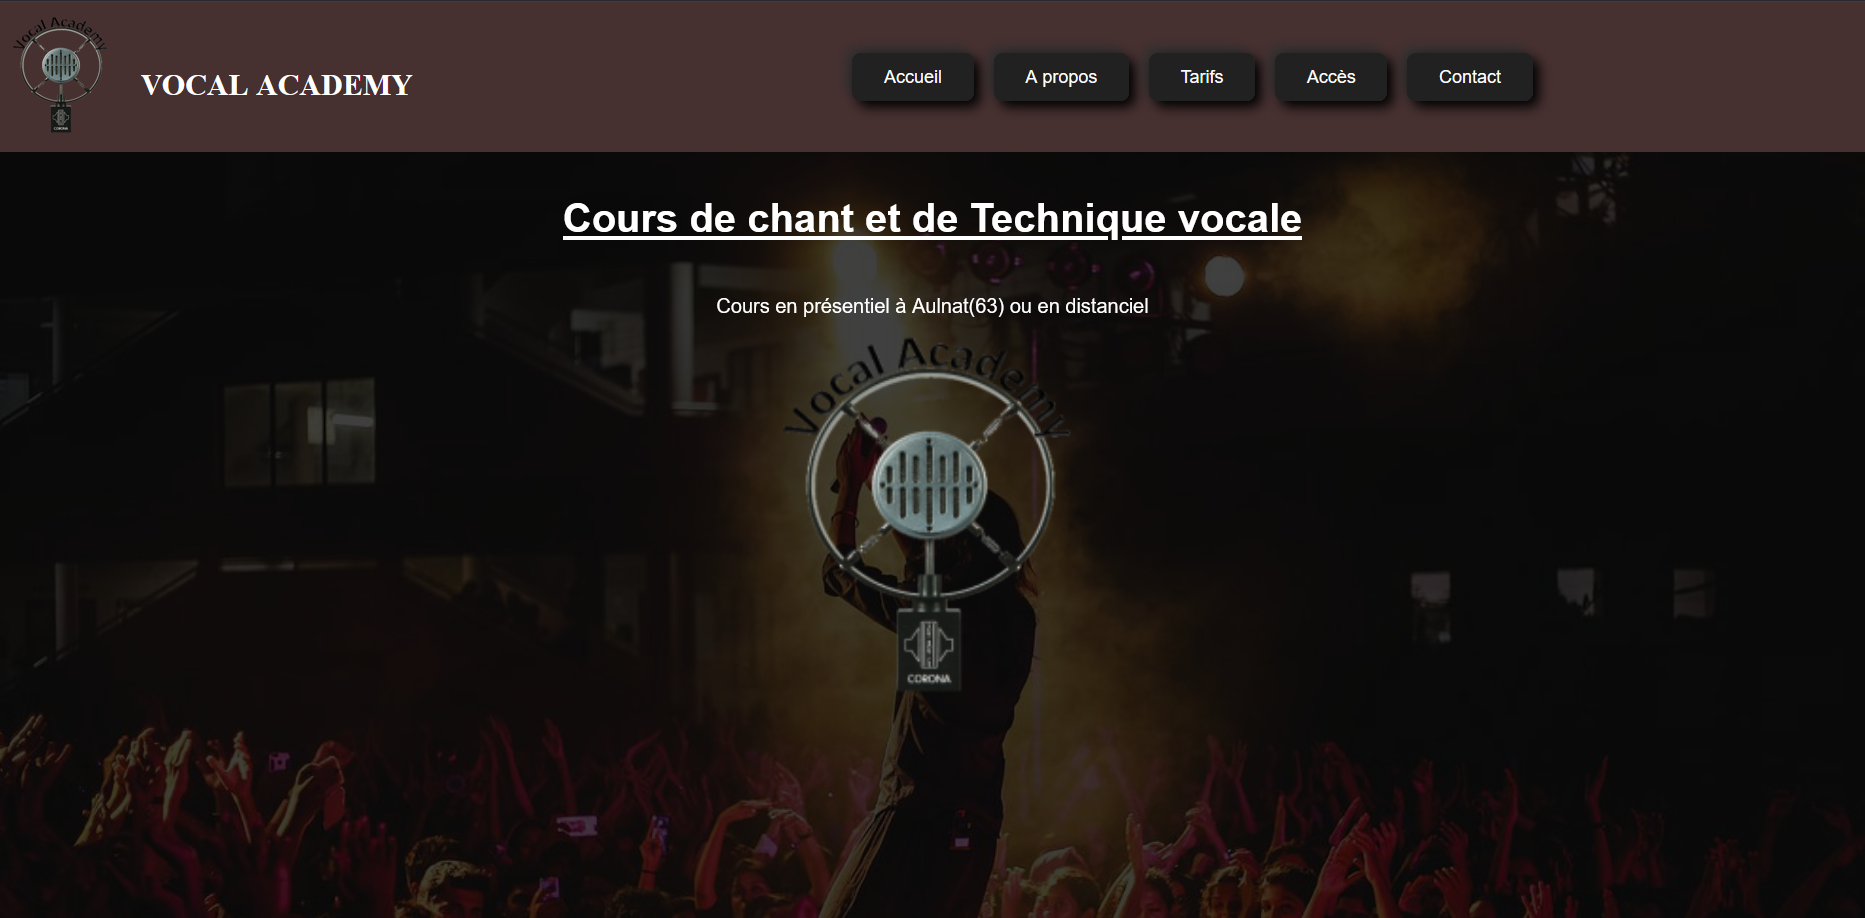 Vocal Academy
CORONA
VOCAL ACADEMY
Accueil
A propos
Tarifs
Accès
Contact
Cours de chant et de Technique vocale
Cours en présentiel à Aulnat(63) ou en distanciel
Vocal Academy
CORONA